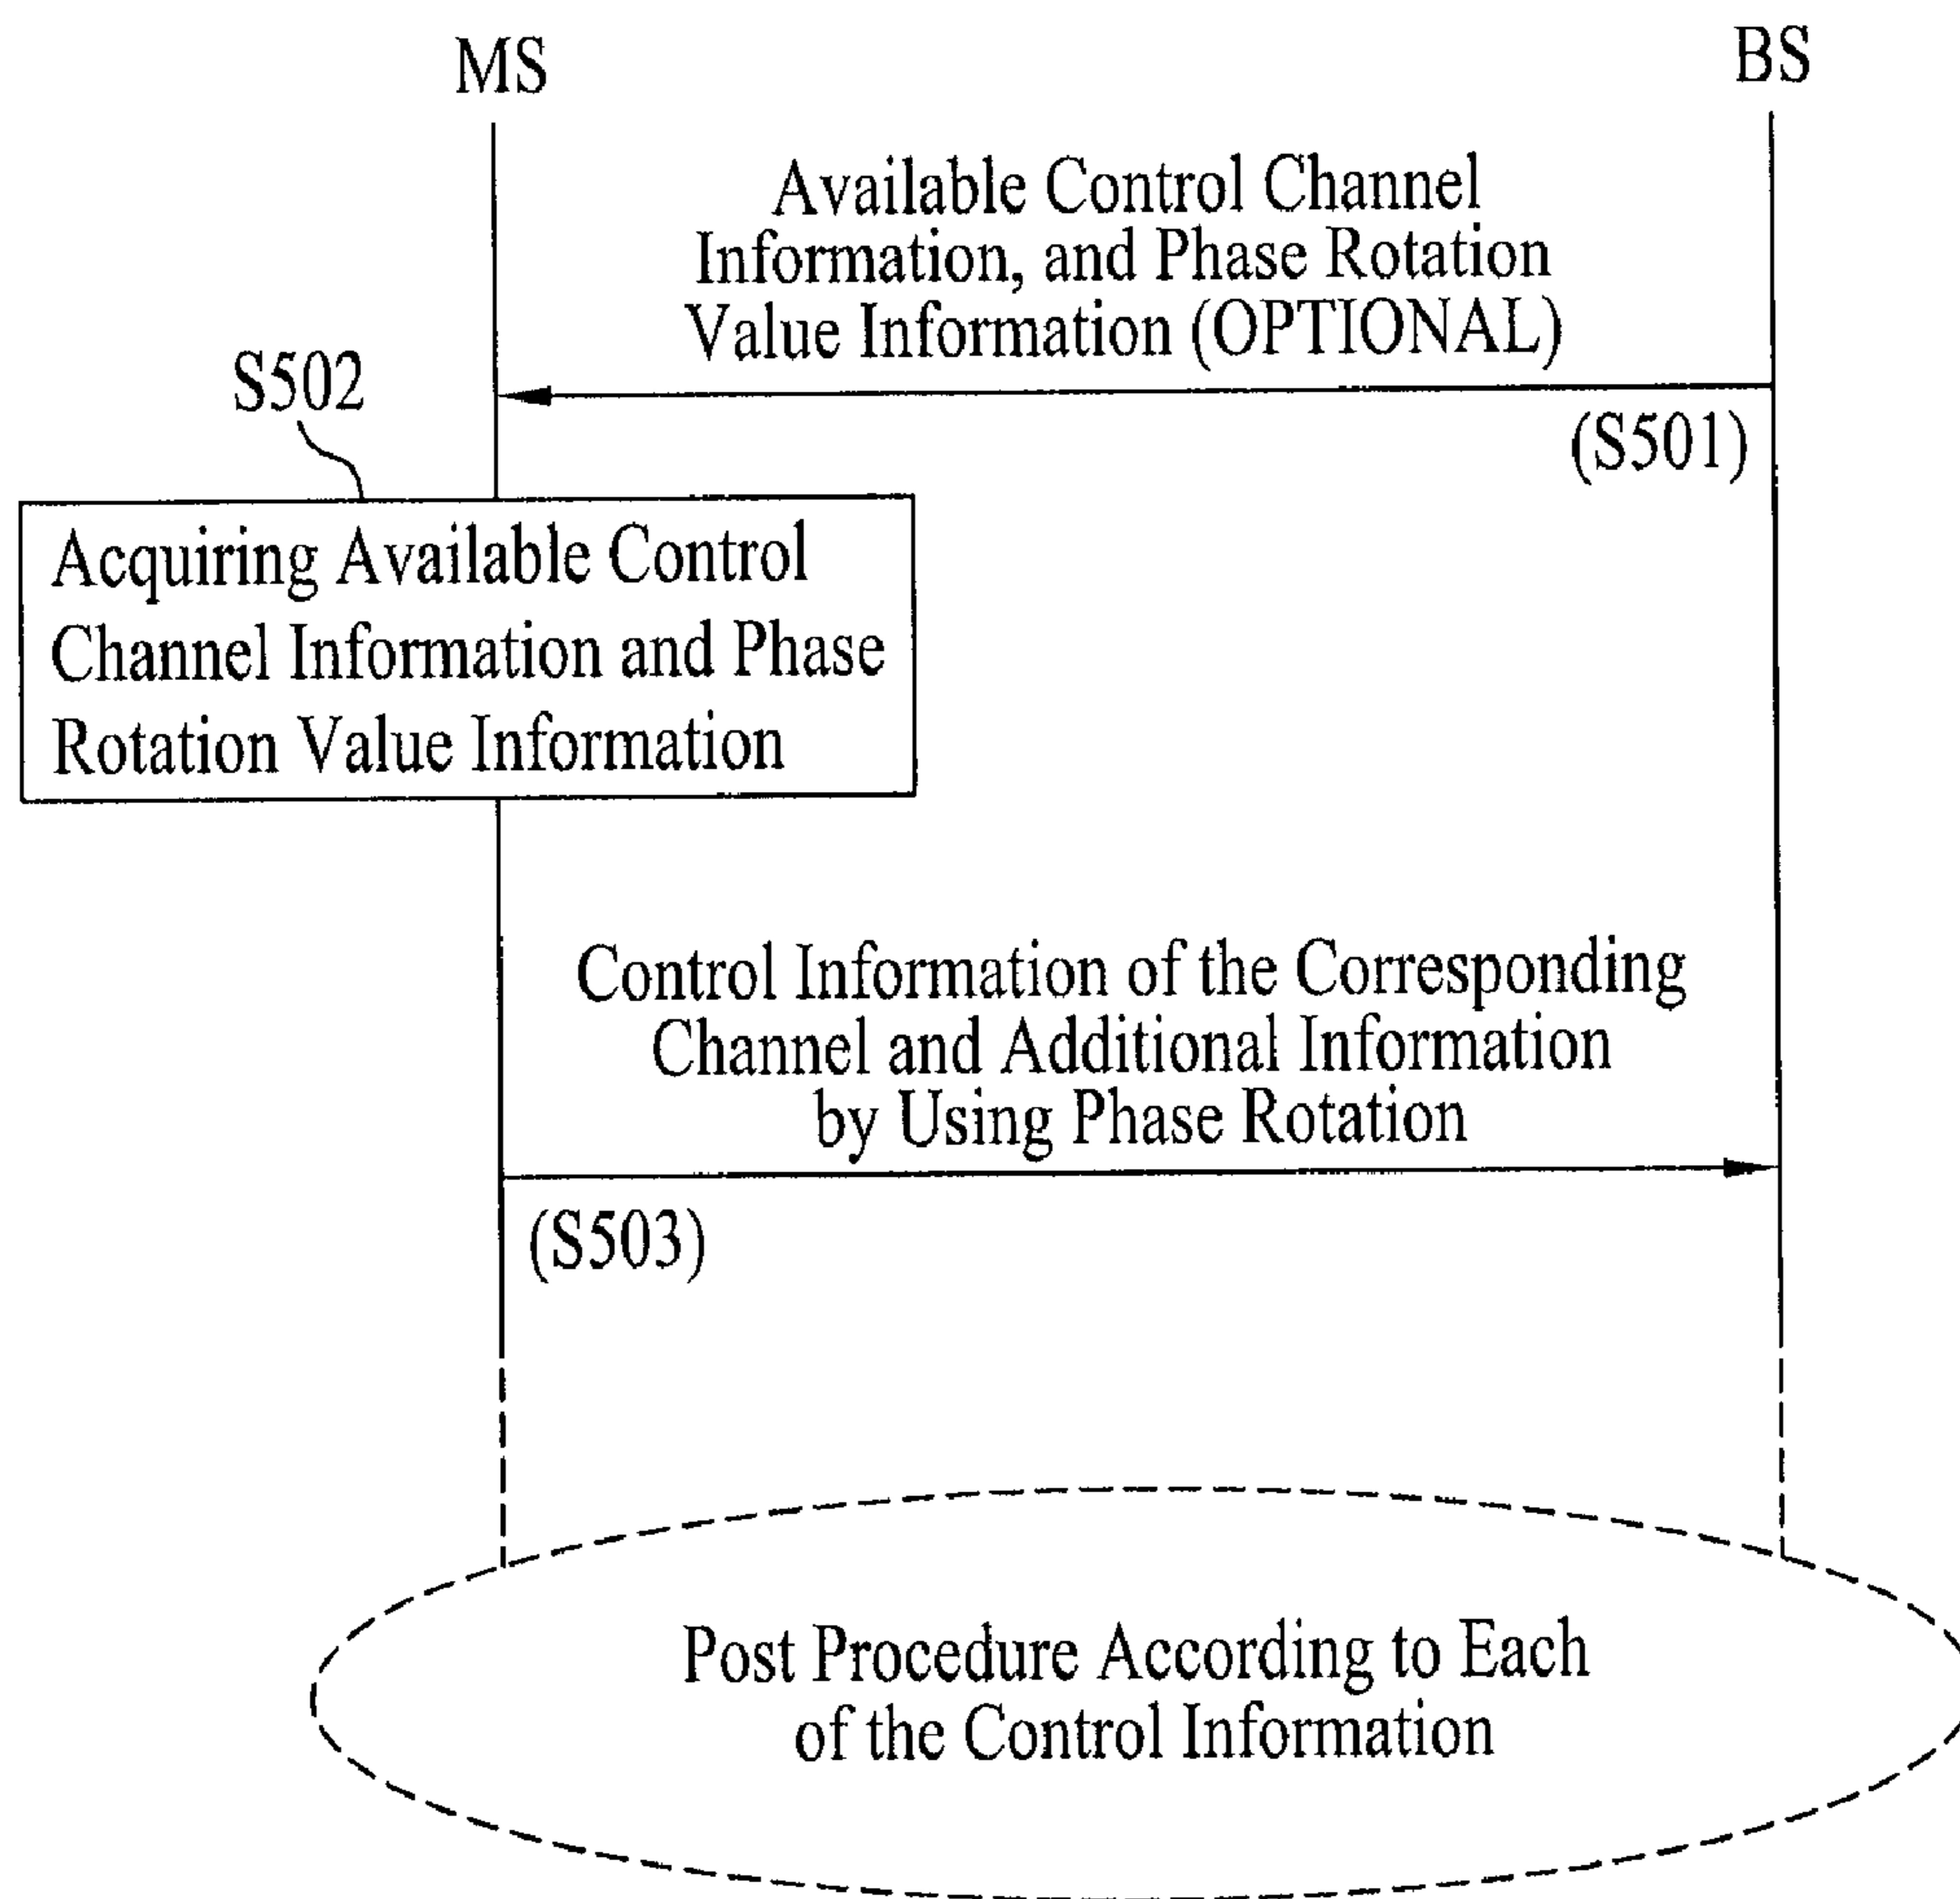 MS
BS
Available Control Channel
Information, and Phase Rotation
Value Information (OPTIONAL)
S502
(S501)
Acquiring Available Control
Channel Information and Phase
Rotation Value Information
Control Information of the Corresponding
Channel and Additional Information
by Using Phase Rotation
(S503)
Post Procedure According to Each
of the Control Information